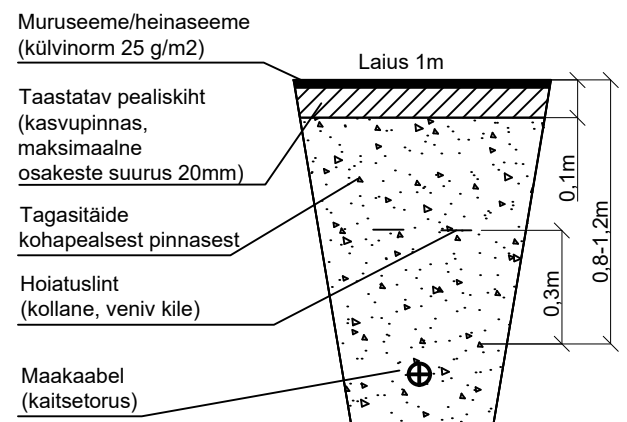 Muruseeme/heinaseeme
(külvinorm 25 g/m2)
Laius 1m
Taastatav pealiskiht
(kasvupinnas,
maksimaalne
osakeste suurus 20mm)
0,1m
Tagasitäide
kohapealsest pinnasest
0,8-1,2m
Hoiatuslint
(kollane, veniv kile)
0,3m
Maakaabel
(kaitsetorus)